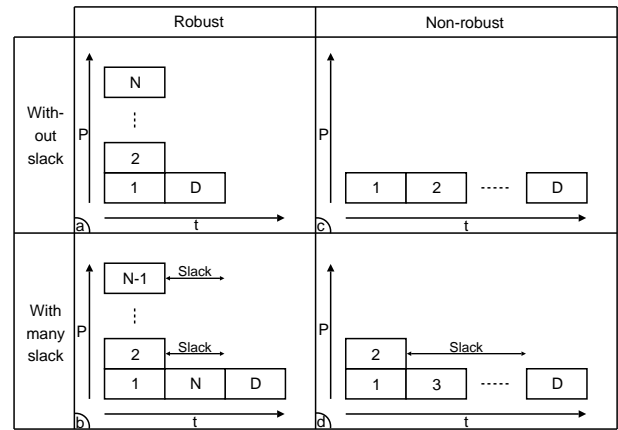 Robust
Non-robust
With-
out
slack
P
N
2
1 D
a
t
P
1 2 D
c
t
With
many
slack
P
N-1 Slack
2 Slack
1 N D
b
t
P
2 Slack
1 3 D
d
t